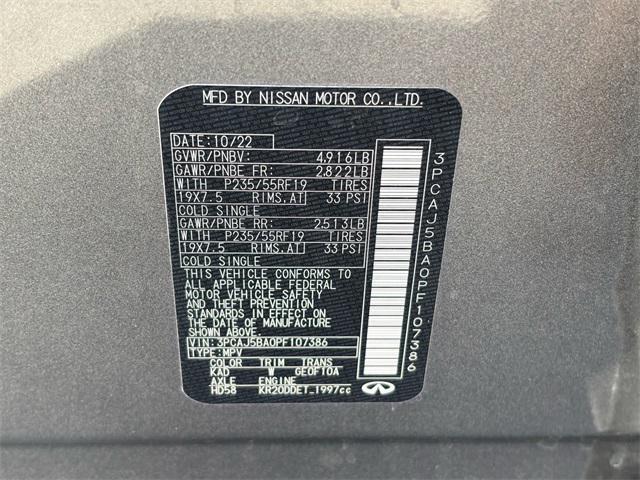 MFD BY NISSAN MOTOR CO.,LTD.
DATE: 10/22
GVWR/PNBV: 4,916LB
GAWR/PNBE FR: 2,822LB
WITH P235/55RF19 TIRES
19X7.5 RIMS.AT 33 PSI
COLD SINGLE
GAWR/PNBE RR: 2,513LB
WITH P235/55RF19 TIRES
19X7.5 RIMS.AT 33 PSI
COLD SINGLE
THIS VEHICLE CONFORMS TO
ALL APPLICABLE FEDERAL
MOTOR VEHICLE SAFETY
AND THEFT PREVENTION
STANDARDS IN EFFECT ON
THE DATE OF MANUFACTURE
SHOWN ABOVE.
VIN: 3PCAJ5BA0PF107386
TYPE: MPV
COLOR TRIM TRANS
KAD W GE0F10A
AXLE ENGINE
HD58 KR20DDET 1997cc
3PCAJ5BA0PF107386
INFINITI